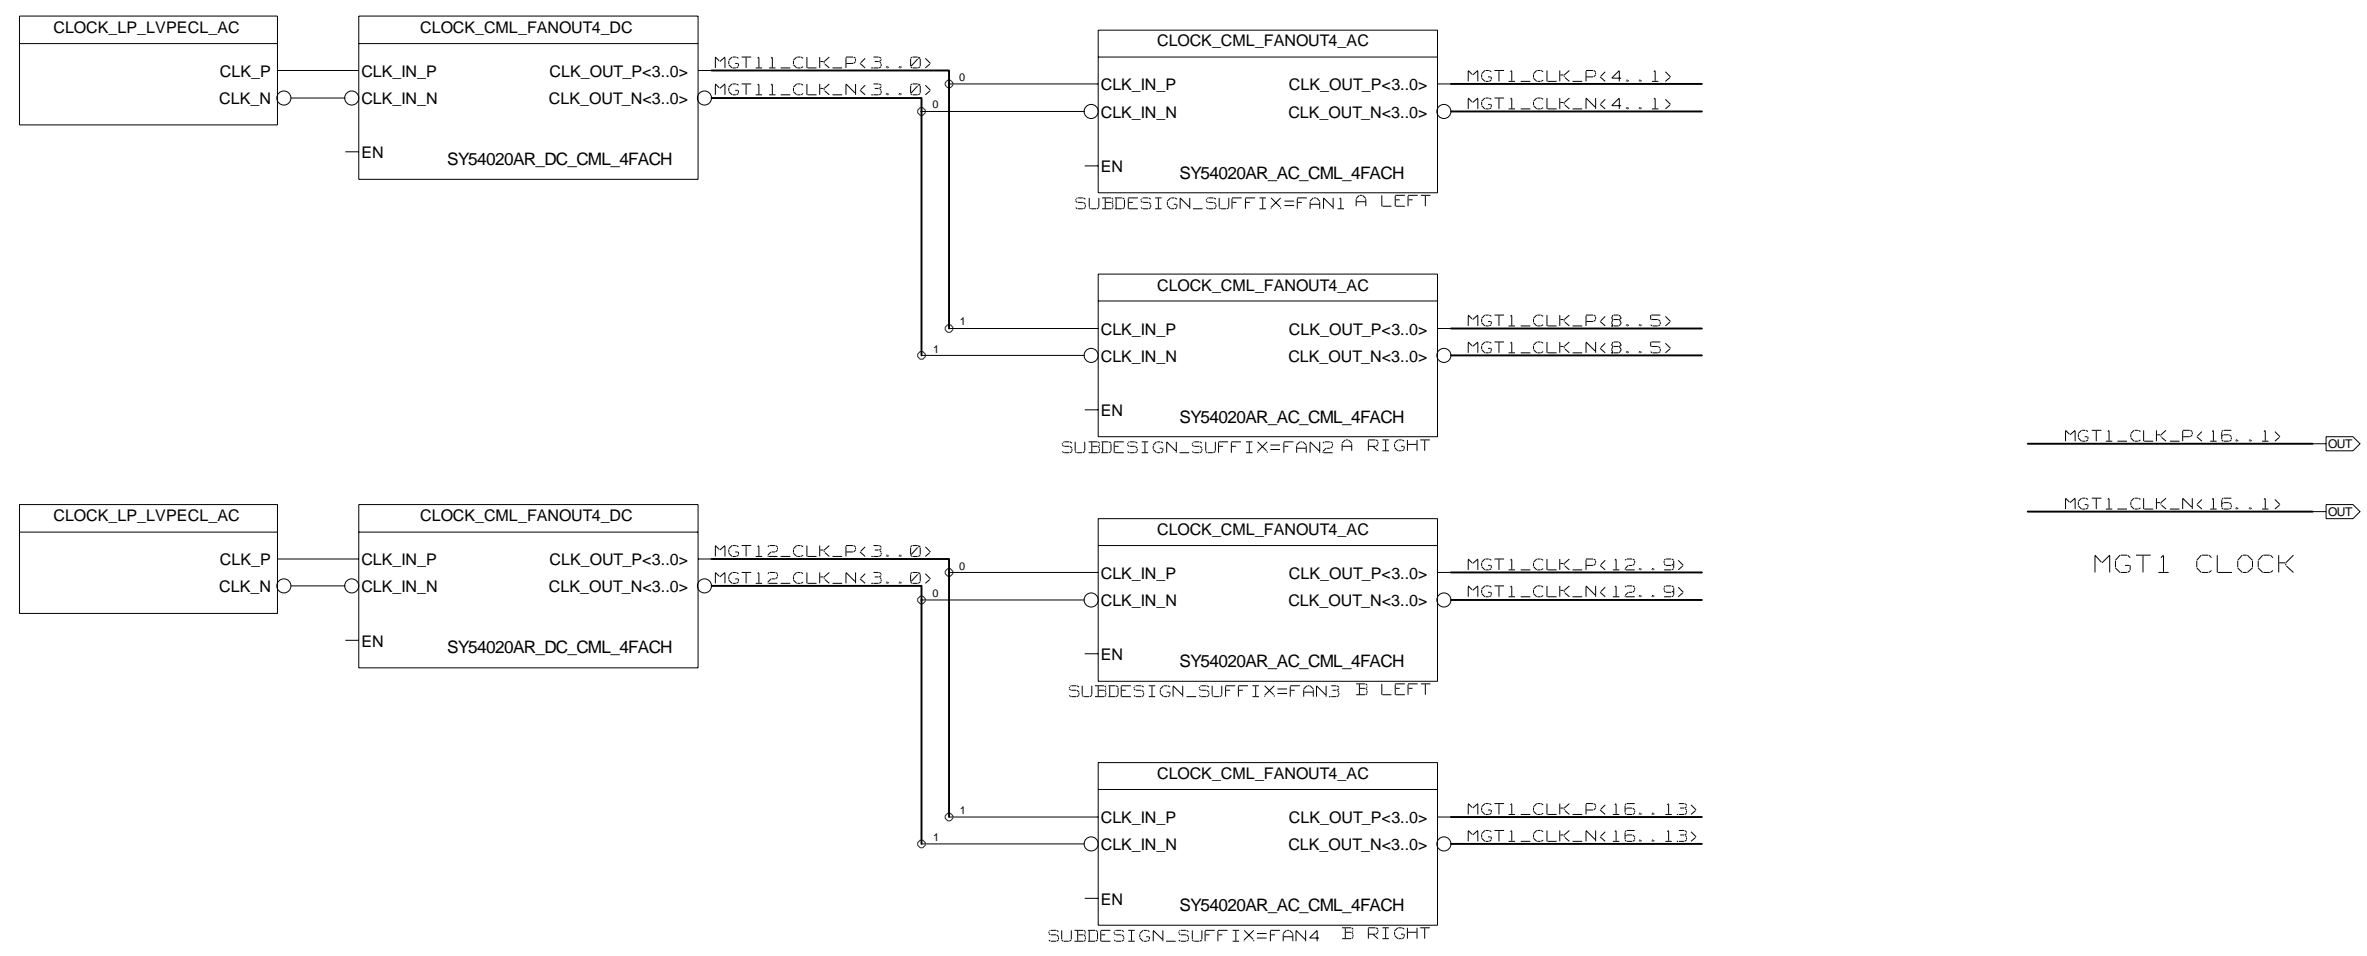 CLOCK_LP_LVPECL_AC
CLK_P
CLK_N
CLOCK_CML_FANOUT4_DC
CLK_IN_P CLK_OUT_P<3..0>
CLK_IN_N CLK_OUT_N<3..0>
EN
SY54020AR_DC_CML_4FACH
MGT11_CLK_P<3..0>
MGT11_CLK_N<3..0>
0
0
CLOCK_CML_FANOUT4_AC
CLK_IN_P CLK_OUT_P<3..0>
CLK_IN_N CLK_OUT_N<3..0>
EN
SY54020AR_AC_CML_4FACH
SUBDESIGN_SUFFIX=FAN1 A LEFT
MGT1_CLK_P<4..1>
MGT1_CLK_N<4..1>
1
1
CLOCK_CML_FANOUT4_AC
CLK_IN_P CLK_OUT_P<3..0>
CLK_IN_N CLK_OUT_N<3..0>
EN
SY54020AR_AC_CML_4FACH
SUBDESIGN_SUFFIX=FAN2 A RIGHT
MGT1_CLK_P<8..5>
MGT1_CLK_N<8..5>
MGT1_CLK_P<16..1> OUT
MGT1_CLK_N<16..1> OUT
MGT1 CLOCK
CLOCK_LP_LVPECL_AC
CLK_P
CLK_N
CLOCK_CML_FANOUT4_DC
CLK_IN_P CLK_OUT_P<3..0>
CLK_IN_N CLK_OUT_N<3..0>
EN
SY54020AR_DC_CML_4FACH
MGT12_CLK_P<3..0>
MGT12_CLK_N<3..0>
0
0
CLOCK_CML_FANOUT4_AC
CLK_IN_P CLK_OUT_P<3..0>
CLK_IN_N CLK_OUT_N<3..0>
EN
SY54020AR_AC_CML_4FACH
SUBDESIGN_SUFFIX=FAN3 B LEFT
MGT1_CLK_P<12..9>
MGT1_CLK_N<12..9>
1
1
CLOCK_CML_FANOUT4_AC
CLK_IN_P CLK_OUT_P<3..0>
CLK_IN_N CLK_OUT_N<3..0>
EN
SY54020AR_AC_CML_4FACH
SUBDESIGN_SUFFIX=FAN4 B RIGHT
MGT1_CLK_P<16..13>
MGT1_CLK_N<16..13>